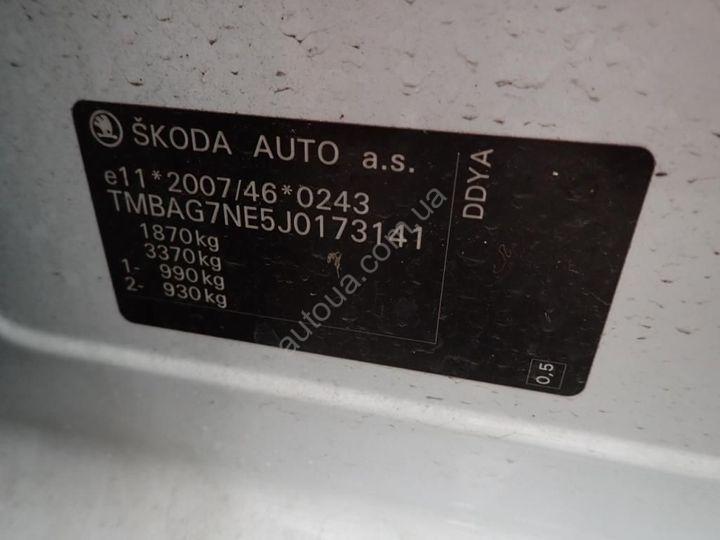 ŠKODA AUTO a.s.
e11*2007/46*0243
TMBAG7NE5J0173141
1870kg
3370kg
1- 990kg
2- 930kg
DDYA
0,5
autoua.com.ua